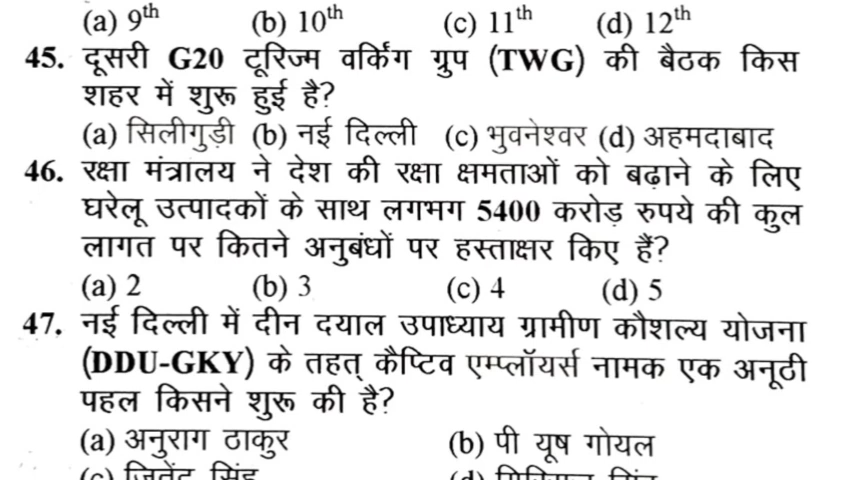 (a) 9th (b) 10th (c) 11th (d) 12th
45. दूसरी G20 टूरिज्म वर्किंग ग्रुप (TWG) की बैठक किस
शहर में शुरू हुई है?
(a) सिलीगुड़ी (b) नई दिल्ली (c) भुवनेश्वर (d) अहमदाबाद
46. रक्षा मंत्रालय ने देश की रक्षा क्षमताओं को बढ़ाने के लिए
घरेलू उत्पादकों के साथ लगभग 5400 करोड़ रुपये की कुल
लागत पर कितने अनुबंधों पर हस्ताक्षर किए हैं?
(a) 2 (b) 3 (c) 4 (d) 5
47. नई दिल्ली में दीन दयाल उपाध्याय ग्रामीण कौशल्य योजना
(DDU-GKY) के तहत् कैप्टिव एम्प्लॉयर्स नामक एक अनूठी
पहल किसने शुरू की है?
(a) अनुराग ठाकुर (b) पी यूष गोयल